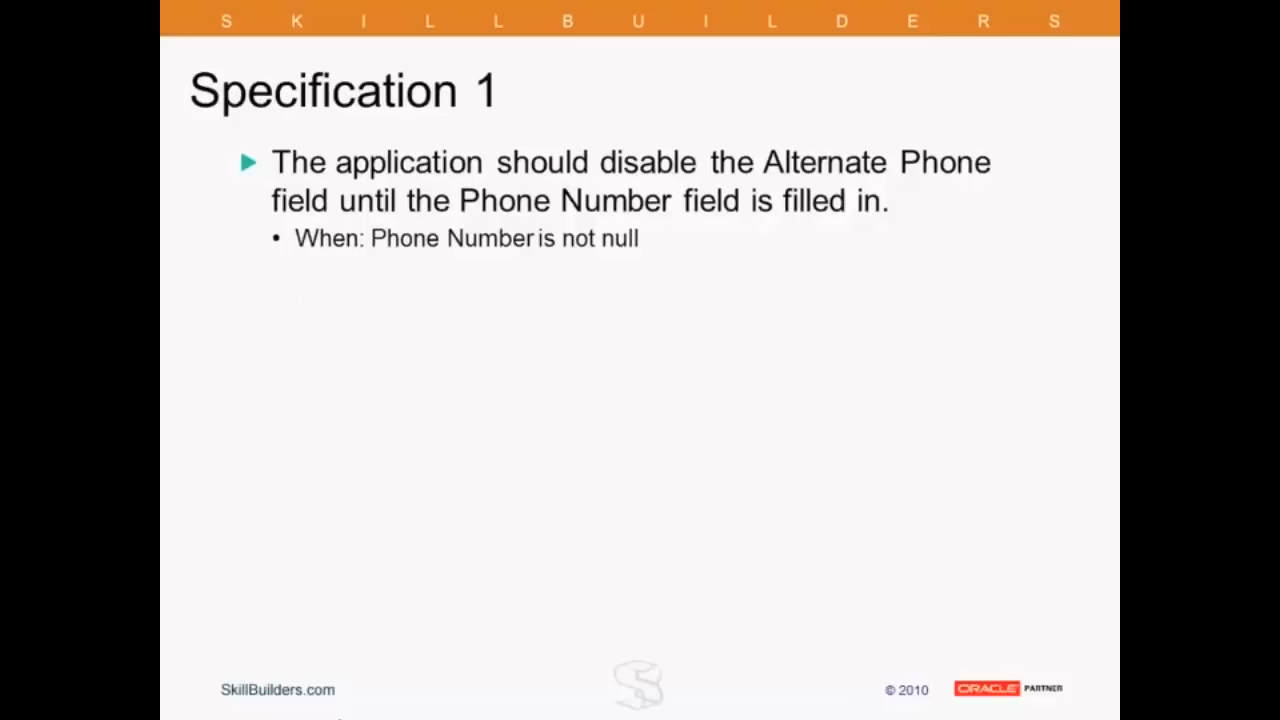 S K I L L B U I L D E R S
Specification 1
The application should disable the Alternate Phone
field until the Phone Number field is filled in.
• When: Phone Number is not null
SkillBuilders.com
© 2010
ORACLE PARTNER